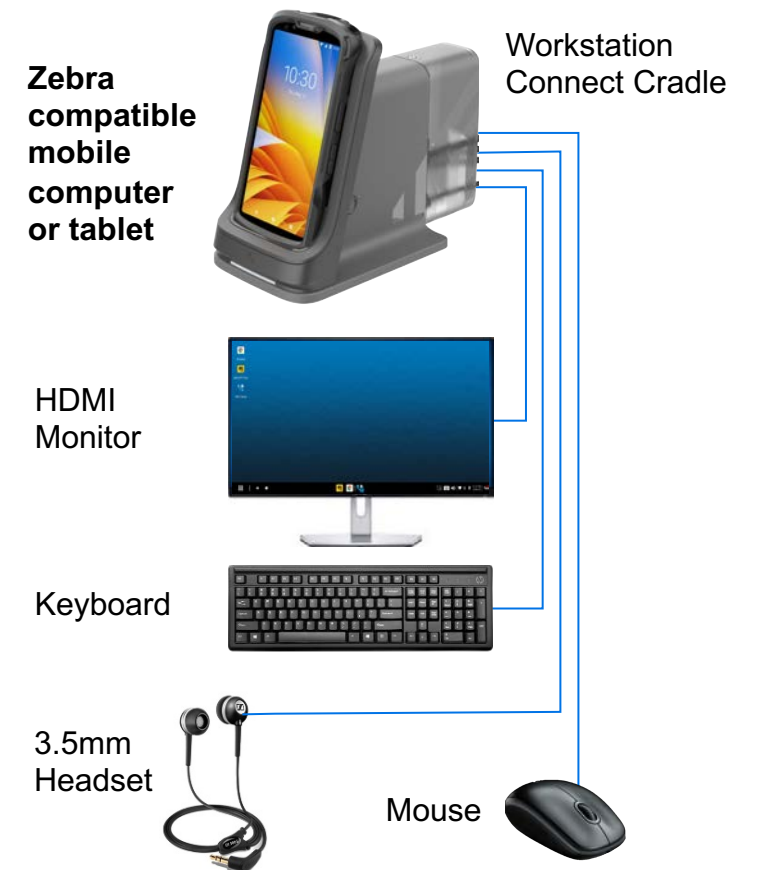 Zebra
compatible
mobile
computer
or tablet
Workstation
Connect Cradle
10:30
HDMI
Monitor
Keyboard
3.5mm
Headset
Mouse